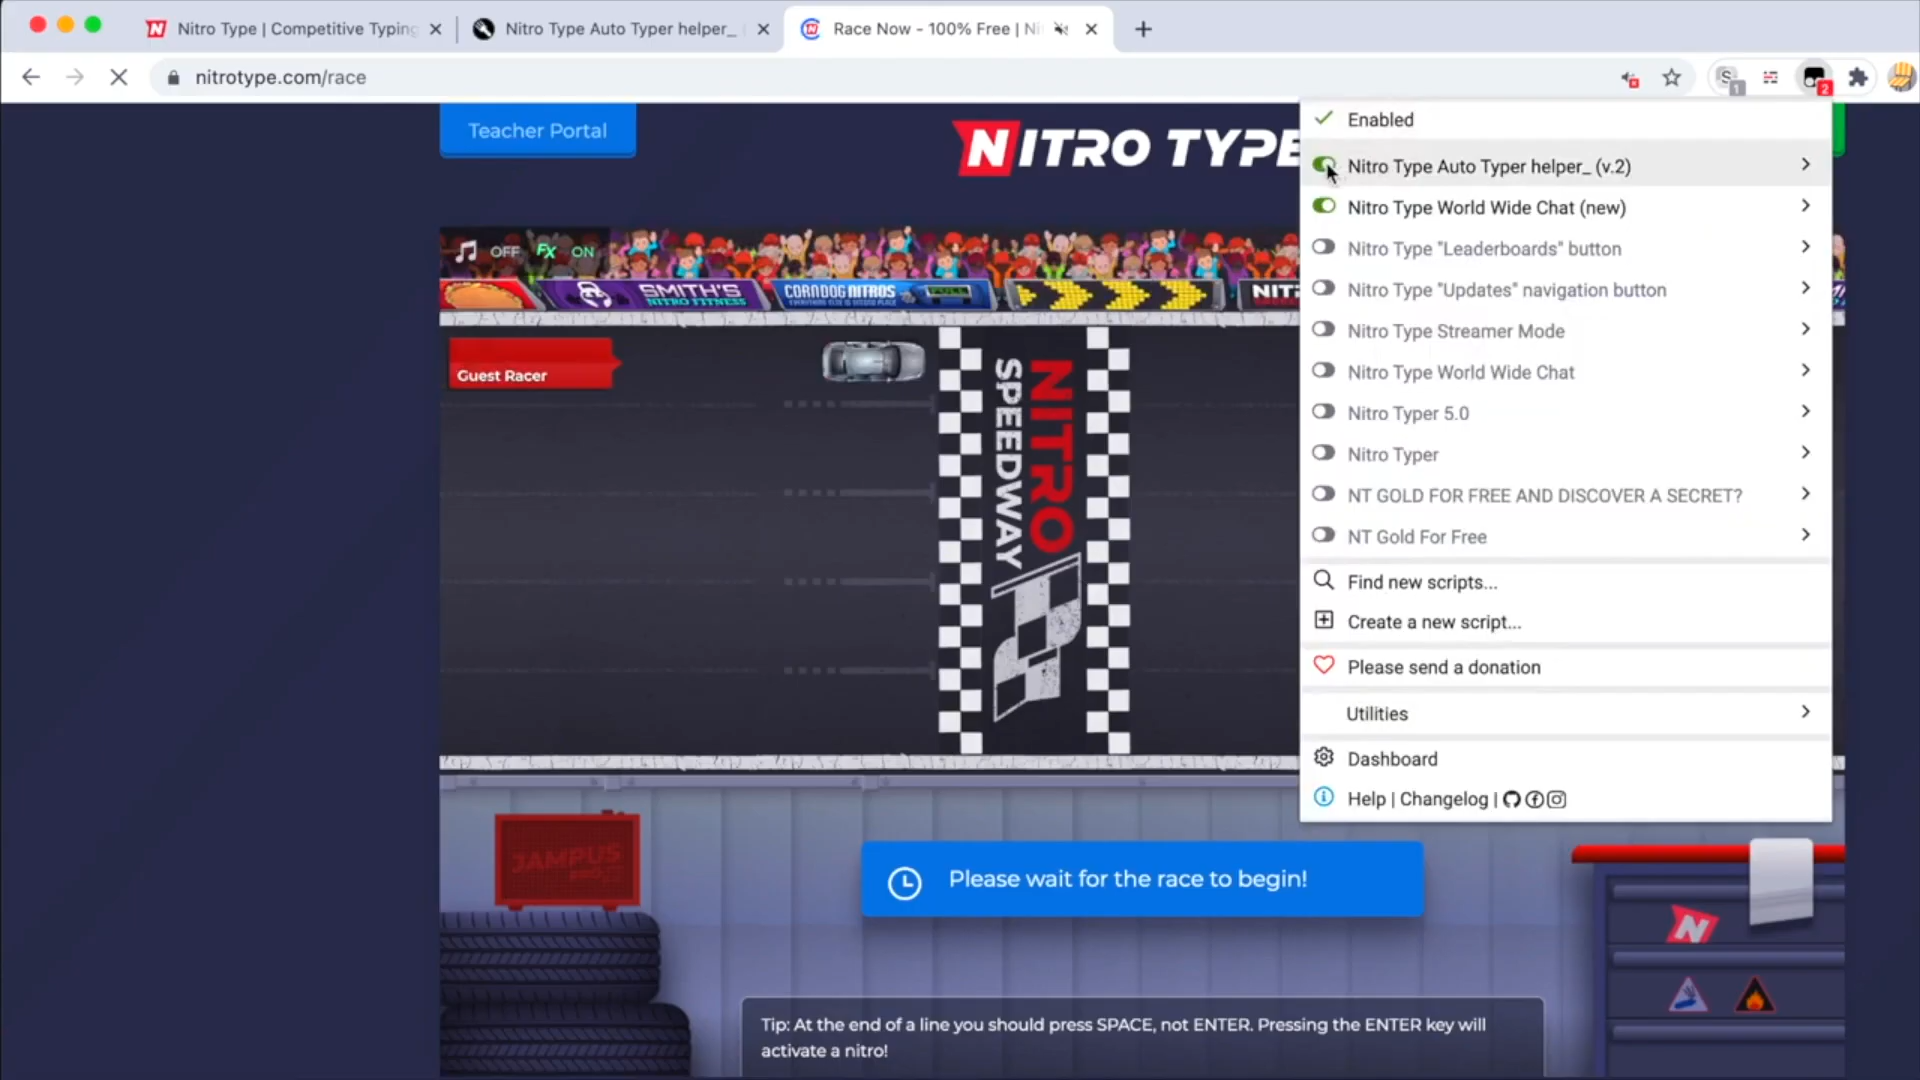 Nitro Type | Competitive Typing
Nitro Type Auto Typer helper_
Race Now - 100% Free | Ni
nitrotype.com/race
S
1
2
Teacher Portal
NITRO TYPE
Enabled
Nitro Type Auto Typer helper_ (v.2)
Nitro Type World Wide Chat (new)
Nitro Type "Leaderboards" button
Nitro Type "Updates" navigation button
Nitro Type Streamer Mode
Nitro Type World Wide Chat
Nitro Typer 5.0
Nitro Typer
NT GOLD FOR FREE AND DISCOVER A SECRET?
NT Gold For Free
Find new scripts...
Create a new script...
Please send a donation
Utilities
Dashboard
Help | Changelog |
OFF FX ON
SMITH'S
NITRO FITNESS
CORNDOG NITROS
NIT
Guest Racer
NITRO
SPEEDWAY
JAMPUS
Please wait for the race to begin!
N
Tip: At the end of a line you should press SPACE, not ENTER. Pressing the ENTER key will
activate a nitro!